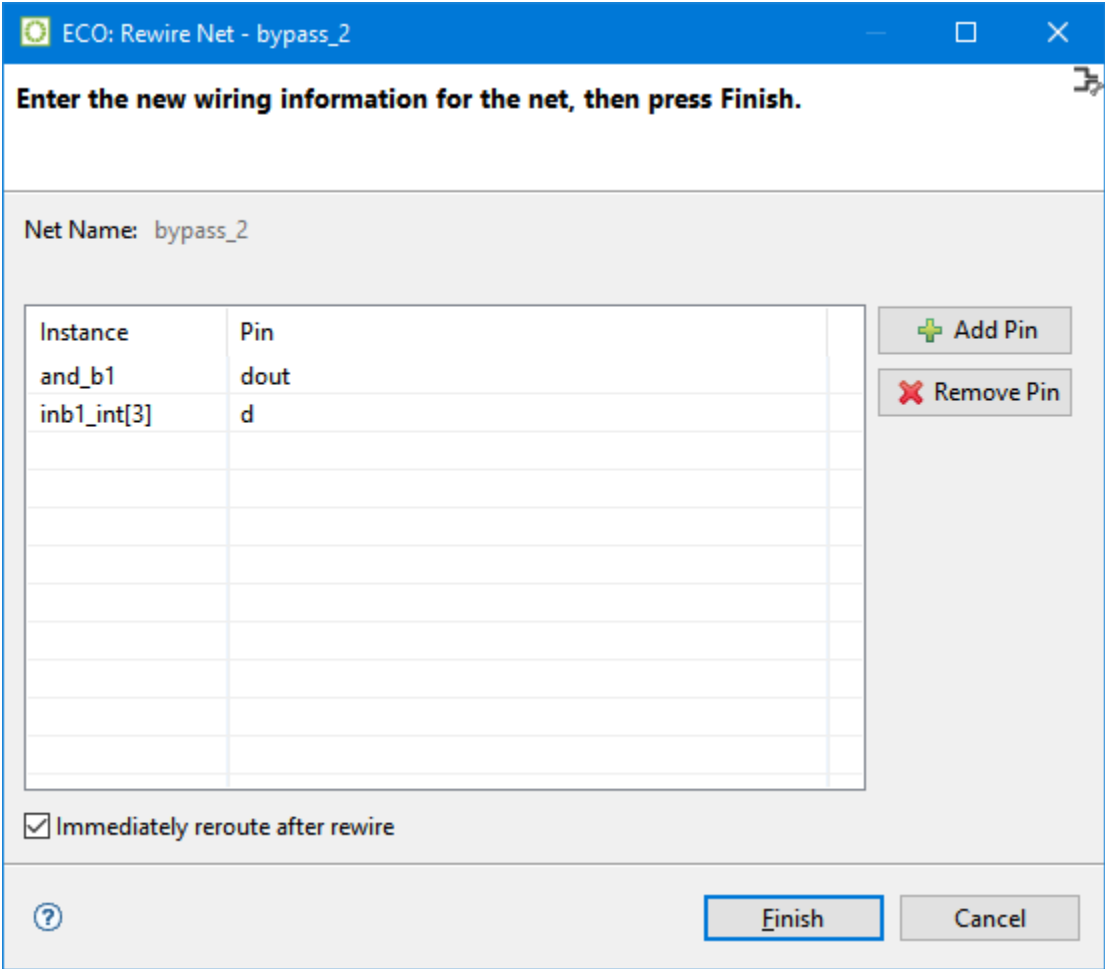 ECO: Rewire Net - bypass_2
Enter the new wiring information for the net, then press Finish.
Net Name: bypass_2
Instance Pin
and_b1 dout
inb1_int[3] d
Add Pin
Remove Pin
Immediately reroute after rewire
?
Finish Cancel